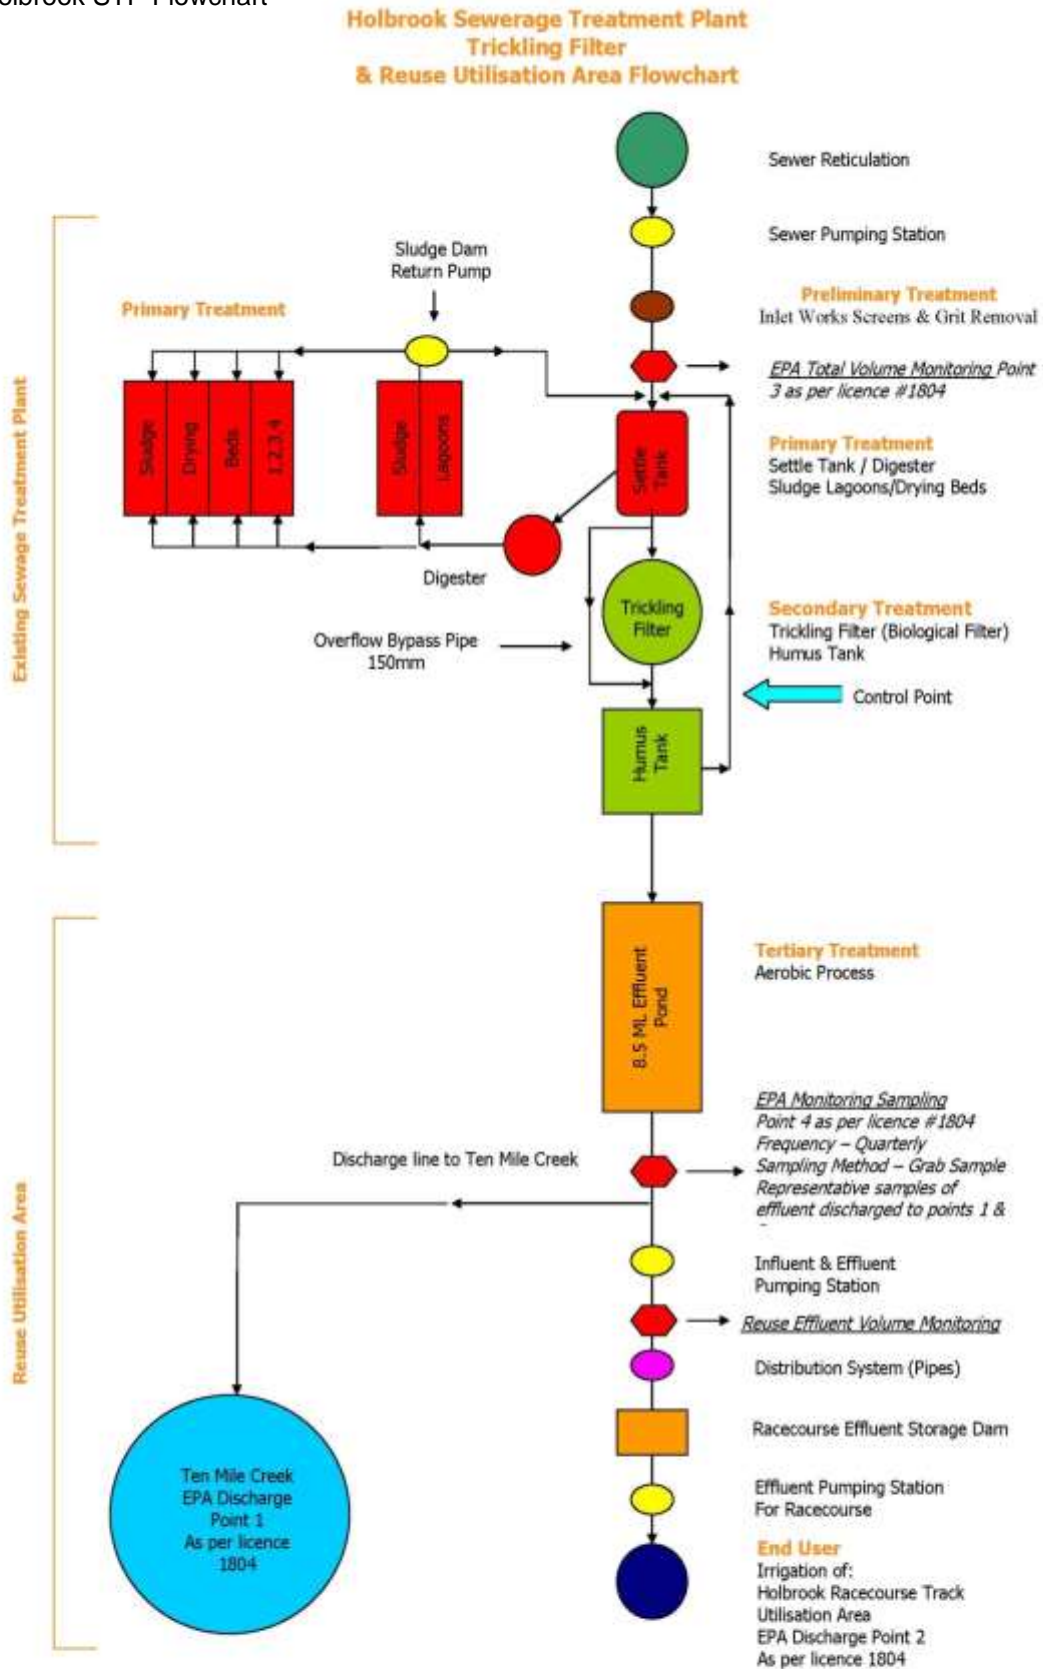 Holbrook STP Flowchart
Holbrook Sewerage Treatment Plant
Trickling Filter
& Reuse Utilisation Area Flowchart
Sewer Reticulation
Sewer Pumping Station
Sludge Dam
Return Pump
Preliminary Treatment
Inlet Works Screens & Grit Removal
Primary Treatment
EPA Total Volume Monitoring Point
3 as per licence #1804
Sludge
Drying
Beds
1,2,3,4
Sludge
Lagoons
Settle
Tank
Primary Treatment
Settle Tank / Digester
Sludge Lagoons/Drying Beds
Digester
Existing Sewage Treatment Plant
Trickling
Filter
Secondary Treatment
Trickling Filter (Biological Filter)
Humus Tank
Overflow Bypass Pipe
150mm
Control Point
Humus
Tank
8.5 ML Effluent
Pond
Tertiary Treatment
Aerobic Process
EPA Monitoring Sampling
Point 4 as per licence #1804
Frequency – Quarterly
Sampling Method – Grab Sample
Representative samples of
effluent discharged to points 1 &
Discharge line to Ten Mile Creek
Reuse Utilisation Area
Influent & Effluent
Pumping Station
Reuse Effluent Volume Monitoring
Distribution System (Pipes)
Racecourse Effluent Storage Dam
Ten Mile Creek
EPA Discharge
Point 1
As per licence
1804
Effluent Pumping Station
For Racecourse
End User
Irrigation of:
Holbrook Racecourse Track
Utilisation Area
EPA Discharge Point 2
As per licence 1804